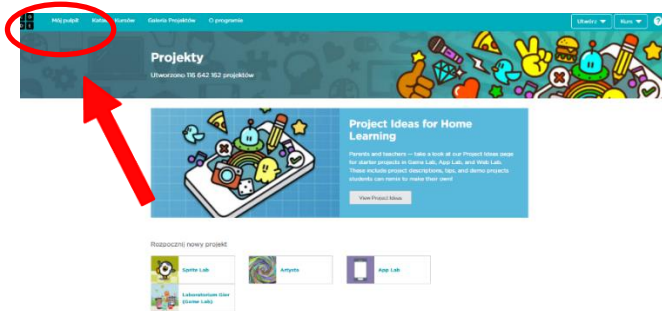 Mój pulpit Katalog Kursów Galeria Projektów O programie Utwórz Kurs ?
Projekty
Utworzono 116 642 162 projektów
Project Ideas for Home
Learning
Parents and teachers — take a look at our Project Ideas page
for starter projects in Game Lab, App Lab, and Web Lab.
These include project descriptions, tips, and demo projects
students can remix to make their own!
View Project Ideas
Rozpocznij nowy projekt
Sprite Lab Artysta App Lab
Laboratorium Gier
(Game Lab)